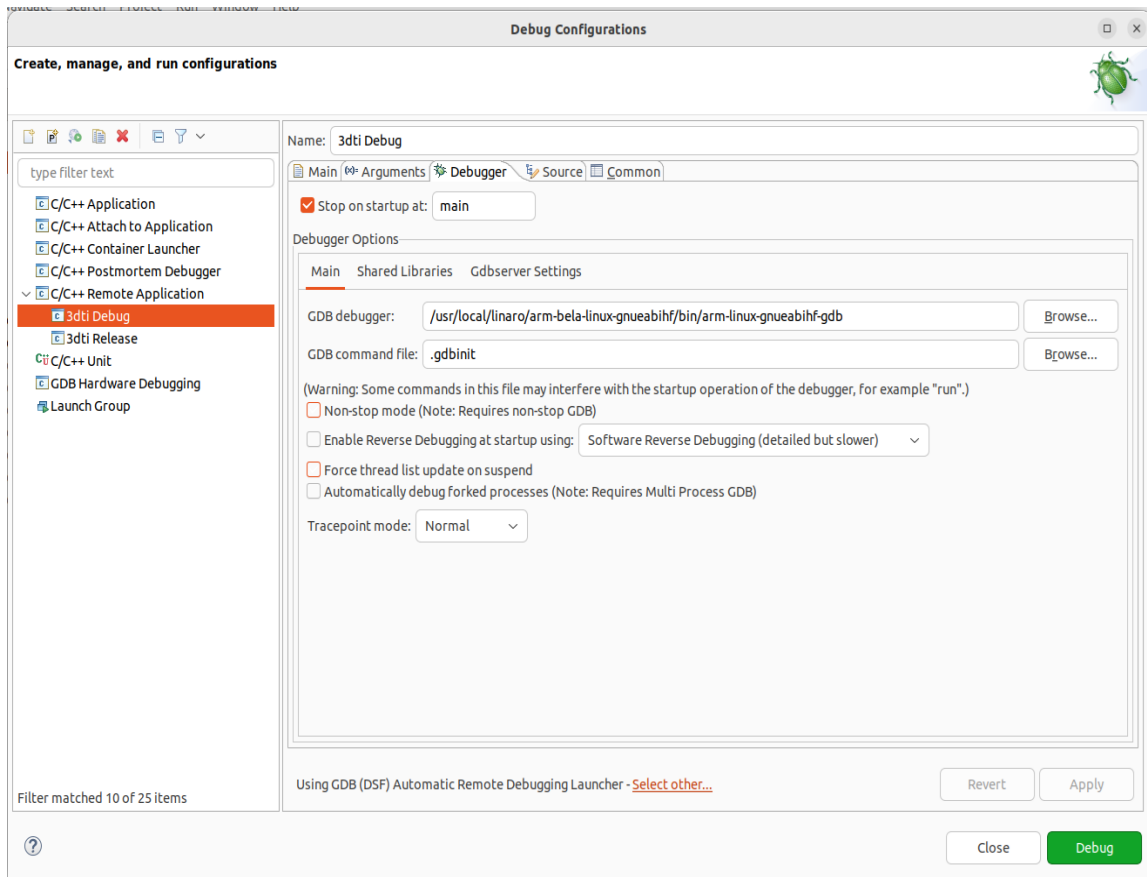 Navigate Search Project Run Window Help
Debug Configurations
Create, manage, and run configurations
type filter text
C/C++ Application
C/C++ Attach to Application
C/C++ Container Launcher
C/C++ Postmortem Debugger
C/C++ Remote Application
3dti Debug
3dti Release
C/C++ Unit
GDB Hardware Debugging
Launch Group
Filter matched 10 of 25 items
Name: 3dti Debug
Main Arguments Debugger Source Common
Stop on startup at: main
Debugger Options
Main Shared Libraries Gdbserver Settings
GDB debugger: /usr/local/linaro/arm-bela-linux-gnueabihf/bin/arm-linux-gnueabihf-gdb Browse...
GDB command file: .gdbinit Browse...
(Warning: Some commands in this file may interfere with the startup operation of the debugger, for example "run".)
Non-stop mode (Note: Requires non-stop GDB)
Enable Reverse Debugging at startup using: Software Reverse Debugging (detailed but slower)
Force thread list update on suspend
Automatically debug forked processes (Note: Requires Multi Process GDB)
Tracepoint mode: Normal
Using GDB (DSF) Automatic Remote Debugging Launcher - Select other...
Revert Apply
Close Debug